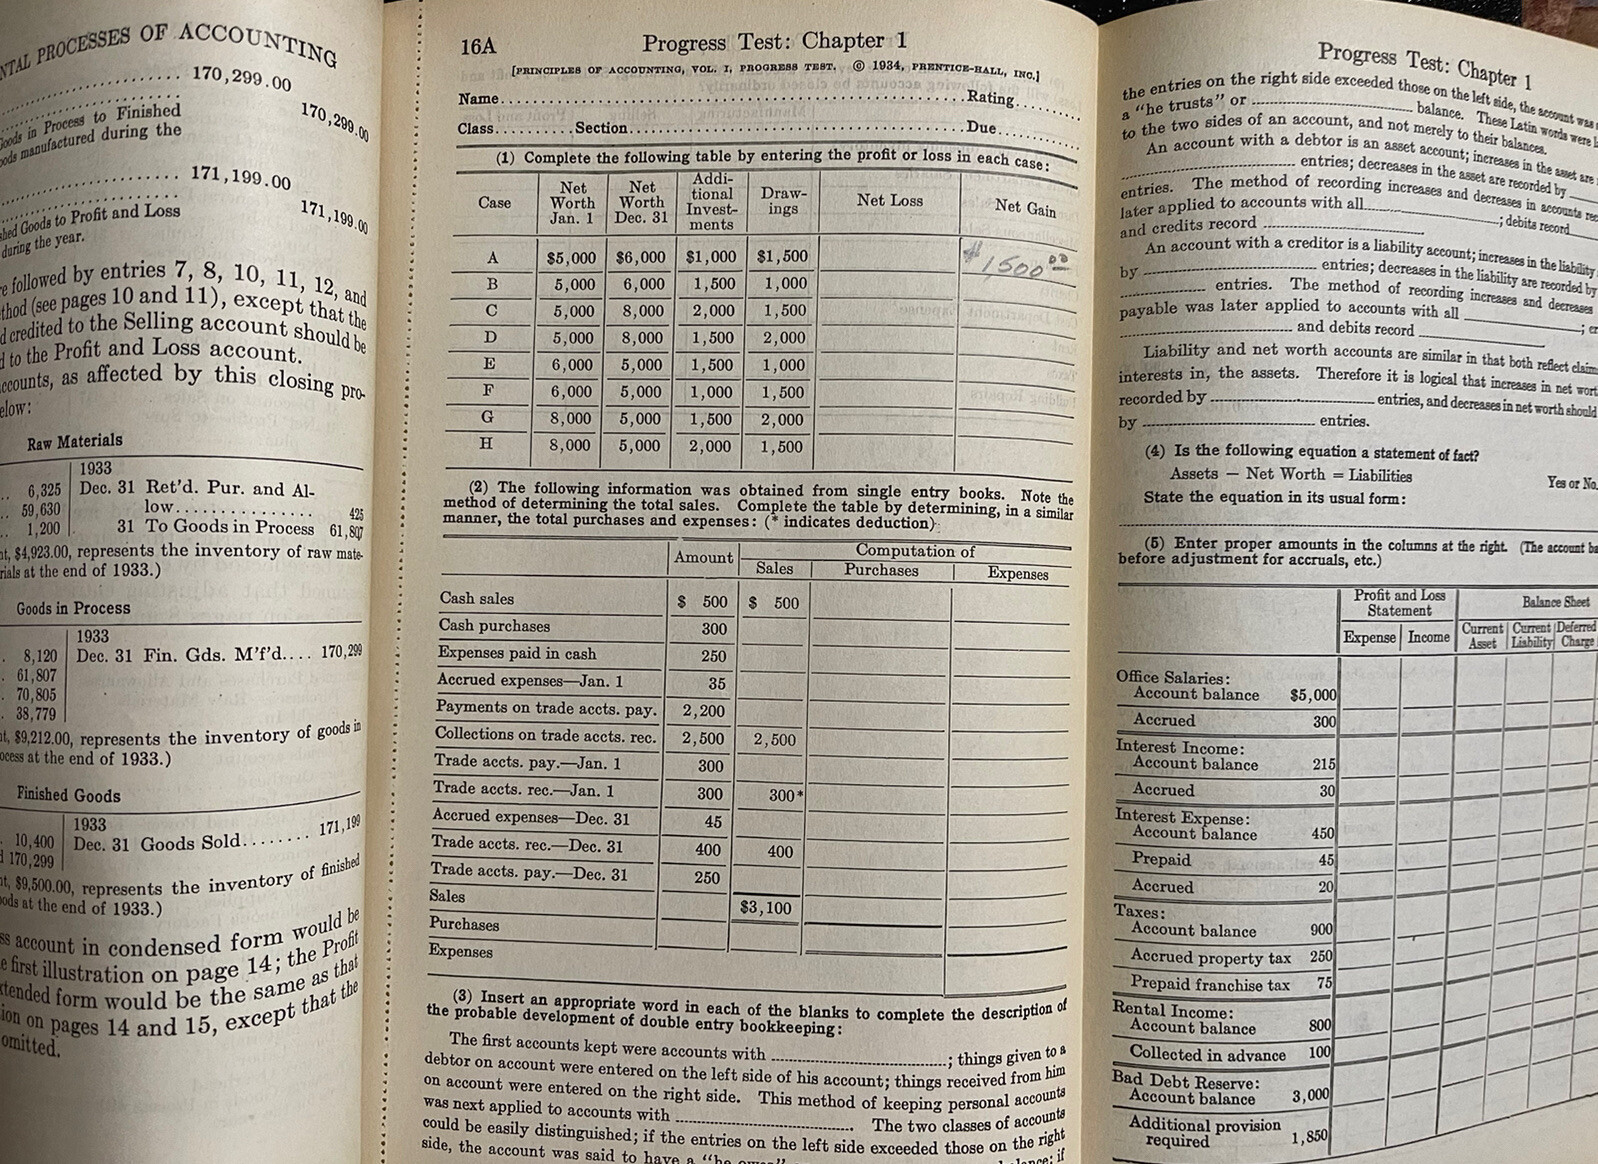 NTAL PROCESSES OF ACCOUNTING
170,299.00
Goods in Process to Finished
manufactured during the
170,299.00
171,199.00
Goods to Profit and Loss
during the year.
171,199.00
followed by entries 7, 8, 10, 11, 12, and
(see pages 10 and 11), except that the
credited to the Selling account should be
to the Profit and Loss account.
accounts, as affected by this closing pro-
Raw Materials
1933
6,325 Dec. 31 Ret'd. Pur. and Al-
59,630 low............... 425
1,200 31 To Goods in Process 61,807
$4,923.00, represents the inventory of raw mate-
rials at the end of 1933.)
Goods in Process
1933
8,120 Dec. 31 Fin. Gds. M'f'd.... 170,299
61,807
70,805
38,779
$9,212.00, represents the inventory of goods in
at the end of 1933.)
Finished Goods
1933
10,400 Dec. 31 Goods Sold........ 171,199
170,299
$9,500.00, represents the inventory of finished
at the end of 1933.)
account in condensed form would be
first illustration on page 14; the Profit
form would be the same as that
on pages 14 and 15, except that the
omitted.
16A Progress Test: Chapter 1
[PRINCIPLES OF ACCOUNTING, VOL. I, PROGRESS TEST. © 1934, PRENTICE-HALL, INC.]
Name........Rating........
Class........Section........Due........
(1) Complete the following table by entering the profit or loss in each case:
Case Net Worth Jan. 1 Net Worth Dec. 31 Addi-tional Invest-ments Draw-ings Net Loss Net Gain
A $5,000 $6,000 $1,000 $1,500 $1500 00
B 5,000 6,000 1,500 1,000
C 5,000 8,000 2,000 1,500
D 5,000 8,000 1,500 2,000
E 6,000 5,000 1,500 1,000
F 6,000 5,000 1,000 1,500
G 8,000 5,000 1,500 2,000
H 8,000 5,000 2,000 1,500
(2) The following information was obtained from single entry books. Note the
method of determining the total sales. Complete the table by determining, in a similar
manner, the total purchases and expenses: (* indicates deduction)
Amount Computation of
Sales Purchases Expenses
Cash sales $ 500 $ 500
Cash purchases 300
Expenses paid in cash 250
Accrued expenses—Jan. 1 35
Payments on trade accts. pay. 2,200
Collections on trade accts. rec. 2,500 2,500
Trade accts. pay.—Jan. 1 300
Trade accts. rec.—Jan. 1 300 300*
Accrued expenses—Dec. 31 45
Trade accts. rec.—Dec. 31 400 400
Trade accts. pay.—Dec. 31 250
Sales $3,100
Purchases
Expenses
(3) Insert an appropriate word in each of the blanks to complete the description of
the probable development of double entry bookkeeping:
The first accounts kept were accounts with ........; things given to a
debtor on account were entered on the left side of his account; things received from him
on account were entered on the right side. This method of keeping personal accounts
was next applied to accounts with ........ The two classes of accounts
could be easily distinguished; if the entries on the left side exceeded those on the right
side, the account was said to have a
Progress Test: Chapter 1
the entries on the right side exceeded those on the left side, the account was
a "he trusts" or ........ balance. These Latin words were
to the two sides of an account, and not merely to their balances.
An account with a debtor is an asset account; increases in the asset are
........ entries; decreases in the asset are recorded by
entries. The method of recording increases and decreases in accounts
later applied to accounts with all........; debits record
and credits record ........
An account with a creditor is a liability account; increases in the liability
by ........ entries; decreases in the liability are recorded by
........ entries. The method of recording increases and decreases
payable was later applied to accounts with all ........;
........ and debits record ........
Liability and net worth accounts are similar in that both reflect
interests in, the assets. Therefore it is logical that increases in net
recorded by ........ entries, and decreases in net worth should
by ........ entries.
(4) Is the following equation a statement of fact?
Assets − Net Worth = Liabilities Yes or No.
State the equation in its usual form:
(5) Enter proper amounts in the columns at the right. (The account
before adjustment for accruals, etc.)
Profit and Loss Statement Balance Sheet
Expense Income Current Asset Current Liability Deferred Charge
Office Salaries:
Account balance $5,000
Accrued 300
Interest Income:
Account balance 215
Accrued 30
Interest Expense:
Account balance 450
Prepaid 45
Accrued 20
Taxes:
Account balance 900
Accrued property tax 250
Prepaid franchise tax 75
Rental Income:
Account balance 800
Collected in advance 100
Bad Debt Reserve:
Account balance 3,000
Additional provision
required 1,850